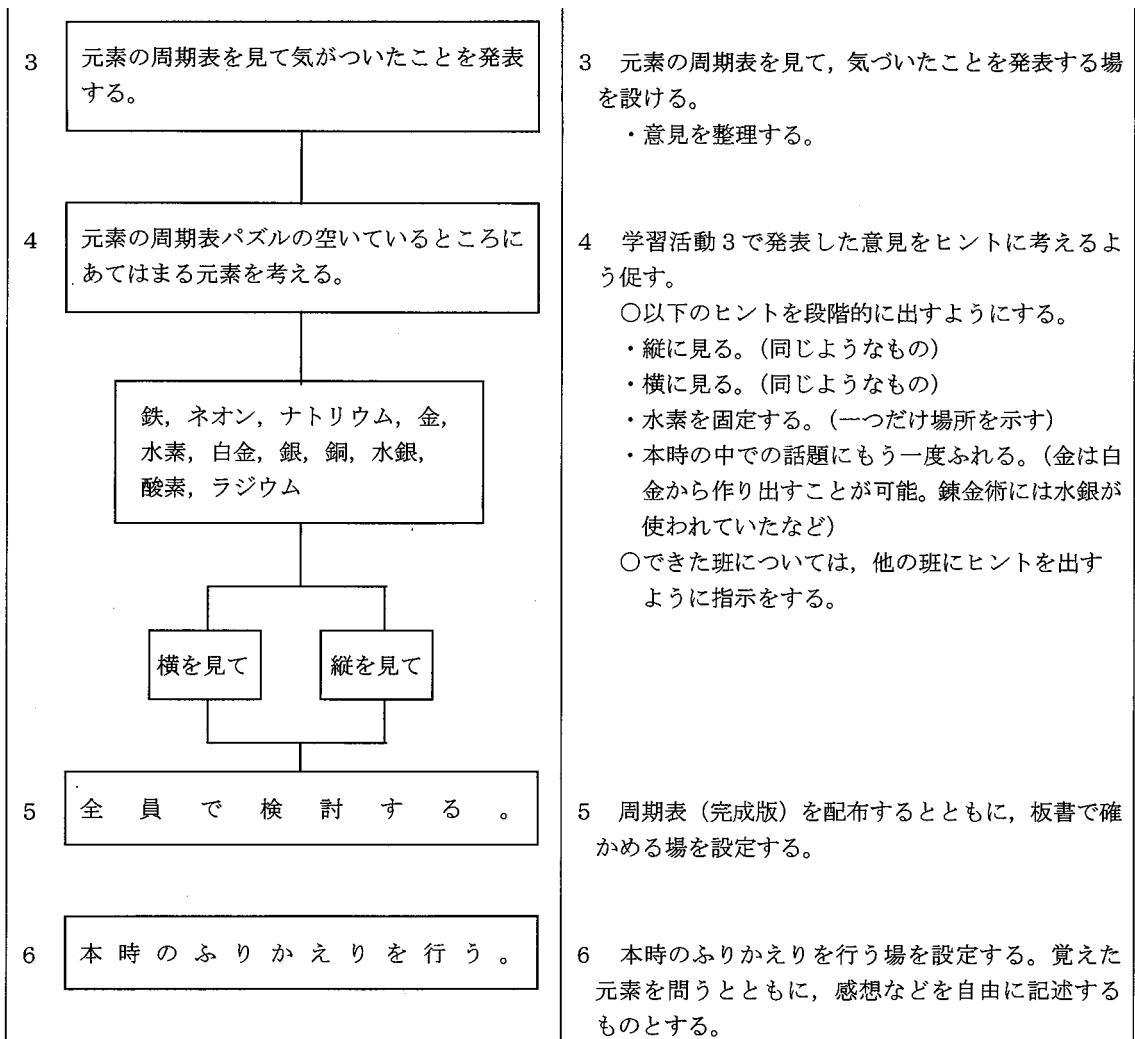 3
元素の周期表を見て気がついたことを発表
する。
3 元素の周期表を見て，気づいたことを発表する場
を設ける。
・意見を整理する。
4
元素の周期表パズルの空いているところに
あてはまる元素を考える。
4 学習活動3で発表した意見をヒントに考えるよ
う促す。
○以下のヒントを段階的に出すようにする。
・縦に見る。（同じようなもの）
・横に見る。（同じようなもの）
・水素を固定する。（一つだけ場所を示す）
・本時の中での話題にもう一度ふれる。（金は白
金から作り出すことが可能。錬金術には水銀が
使われていたなど）
○できた班については，他の班にヒントを出す
ように指示をする。
鉄，ネオン，ナトリウム，金，
水素，白金，銀，銅，水銀，
酸素，ラジウム
横を見て
縦を見て
5
全員で検討する。
5 周期表（完成版）を配布するとともに，板書で確
かめる場を設定する。
6
本時のふりかえりを行う。
6 本時のふりかえりを行う場を設定する。覚えた
元素を問うとともに，感想などを自由に記述する
ものとする。